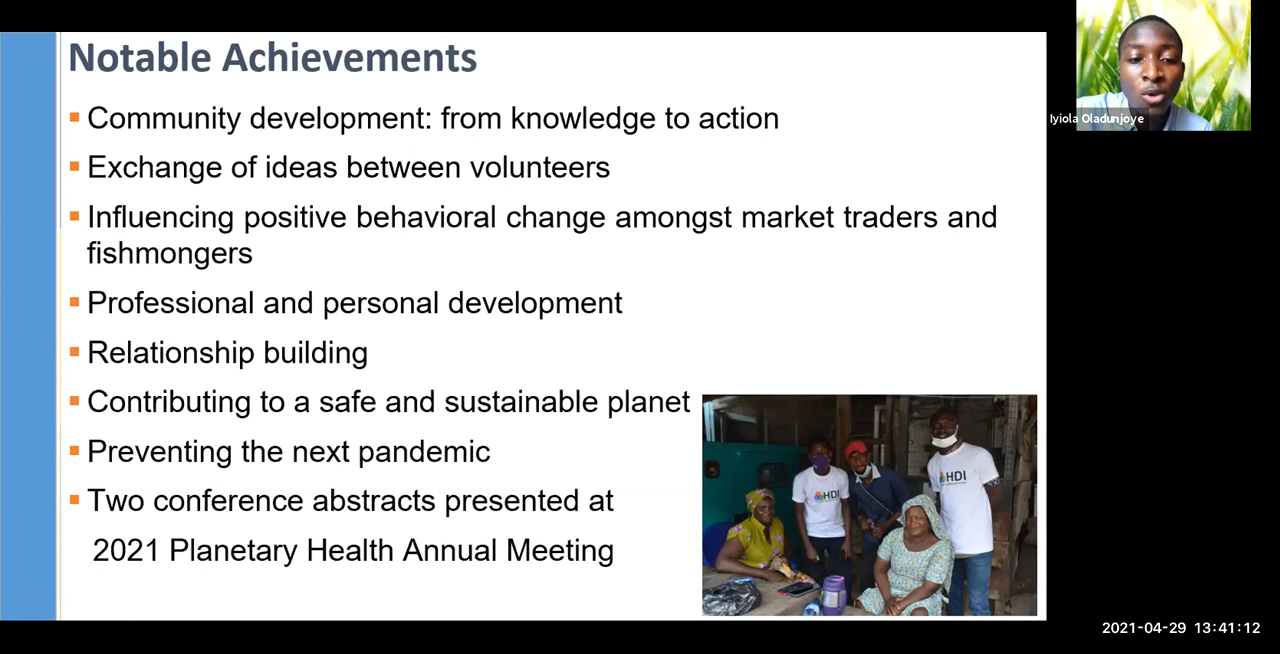 Notable Achievements
Community development: from knowledge to action
Exchange of ideas between volunteers
Influencing positive behavioral change amongst market traders and
fishmongers
Professional and personal development
Relationship building
Contributing to a safe and sustainable planet
Preventing the next pandemic
Two conference abstracts presented at
2021 Planetary Health Annual Meeting
Iyiola Oladunjoye
HDI
HDI
2021-04-29 13:41:12